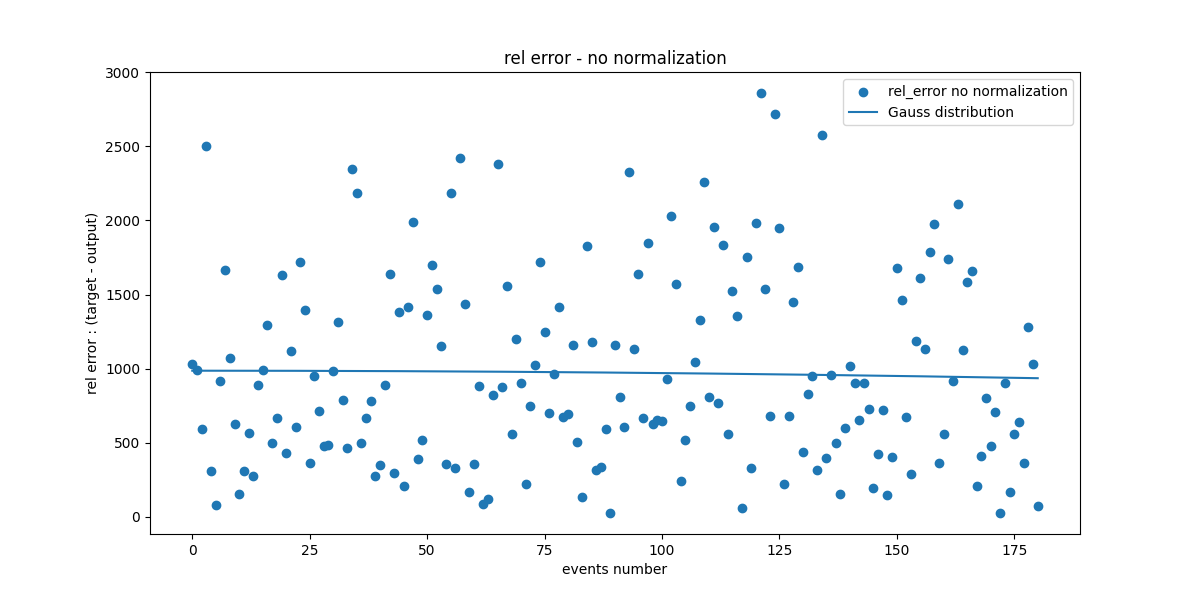 rel error - no normalization
rel_error no normalization
Gauss distribution
3000
2500
2000
1500
1000
500
0
rel error : (target - output)
0 25 50 75 100 125 150 175
events number